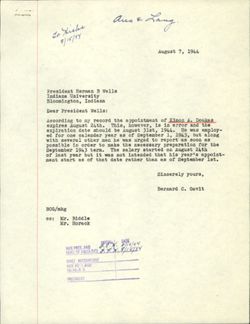 Ans & Lang
August 7, 1944
President Herman B Wells
Indiana University
Bloomington, Indiana
Dear President Wells:
According to my record the appointment of
expires August 24th. This, however, is in error and the
expiration date should be August 31st, 1944. He was employ-
ed for one calendar year as of September 1, 1943, but along
with several other men he was urged to report as soon as
possible in order to make the necessary preparation for the
September 1943 term. The salary started on August 24th
of last year but it was not intended that his year's appoint-
ment start as of that date rather than as of September 1st.
Sincerely yours,
Bernard C. Gavit
BCG/mhg
cc: Mr. Biddle
Mr. Horack